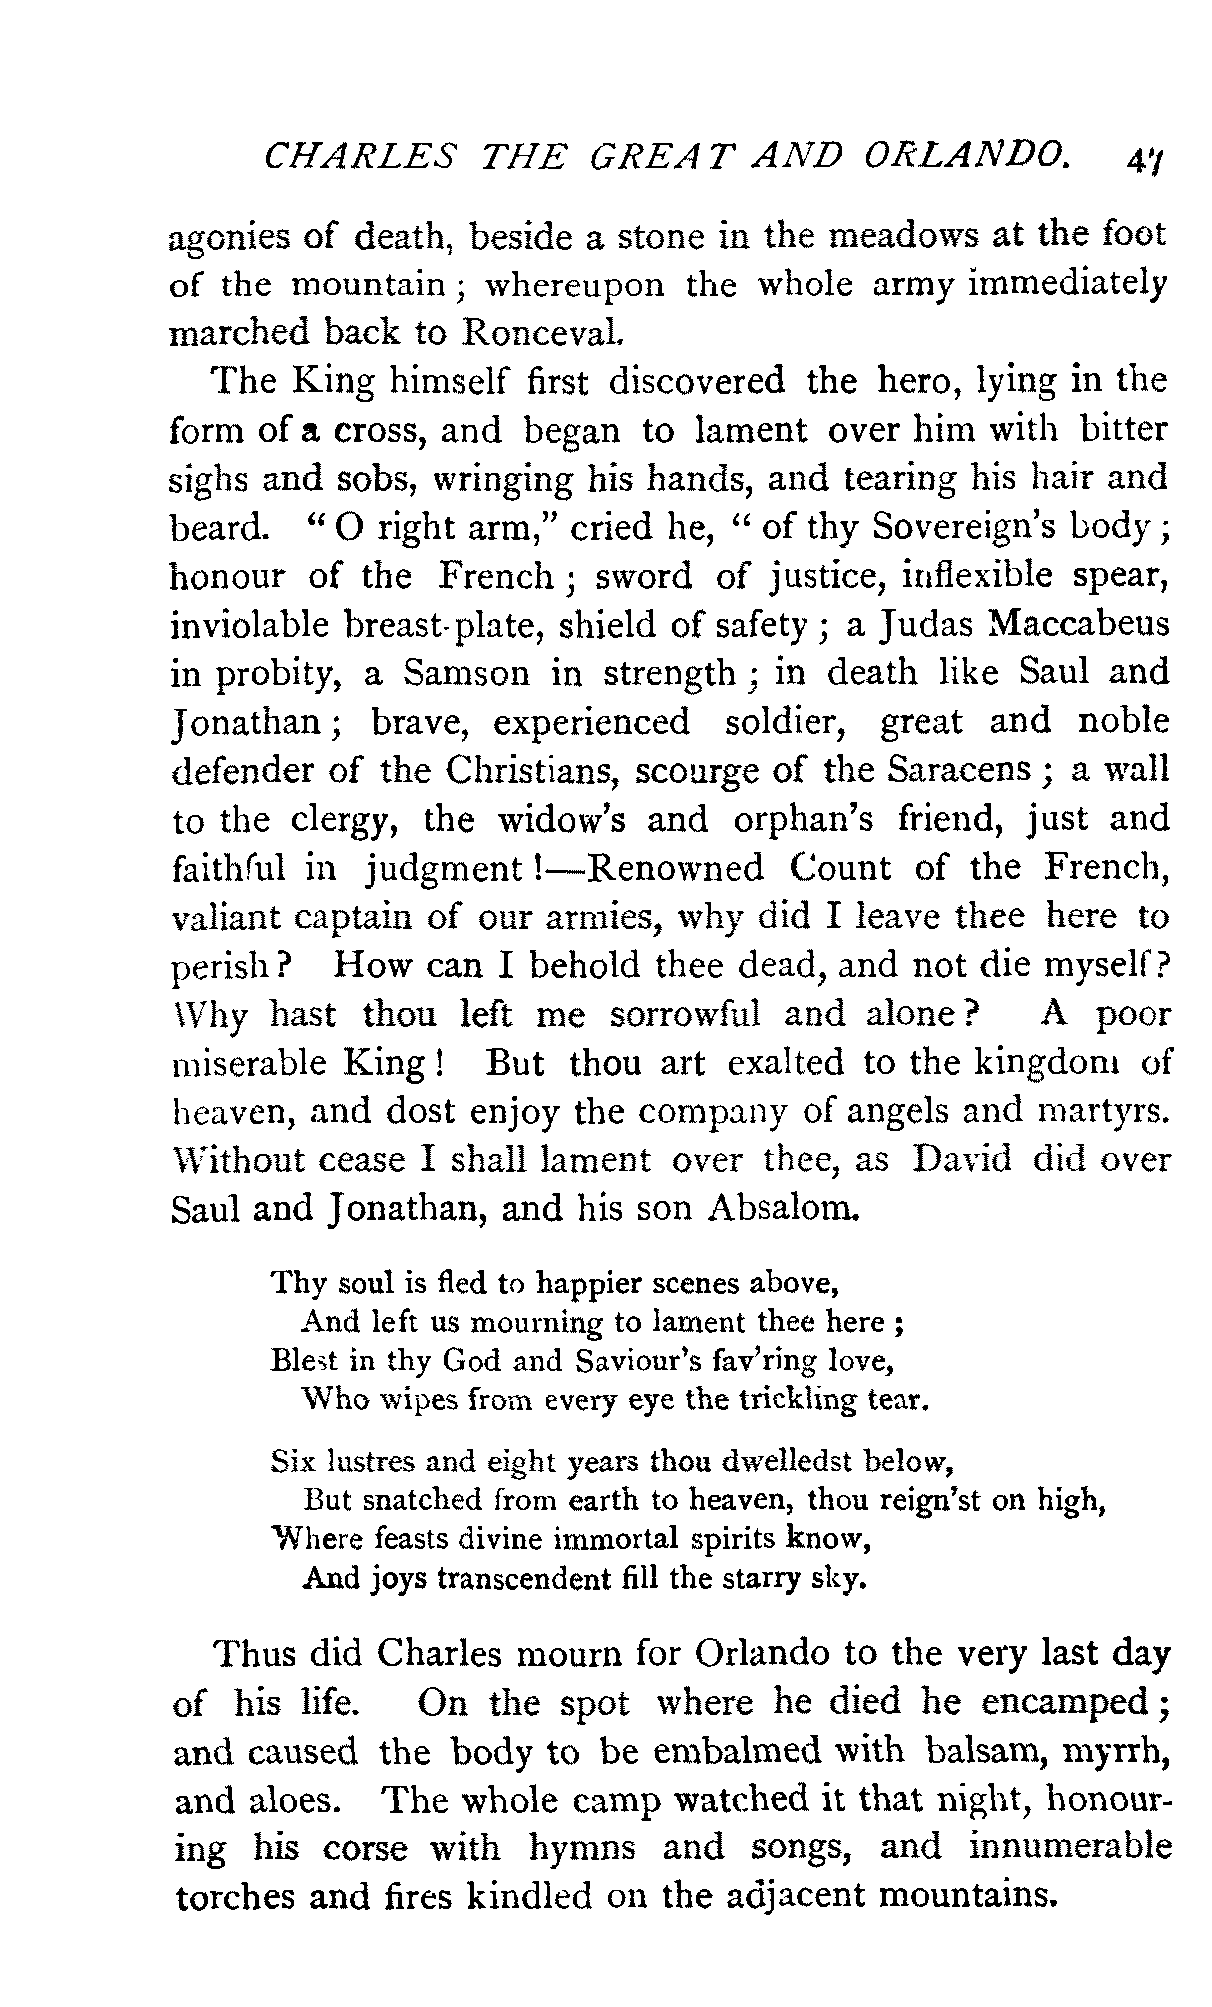 CHARLES THE GREAT AND ORLANDO. 47
agonies of death, beside a stone in the meadows at the foot
of the mountain ; whereupon the whole army immediately
marched back to Ronceval.
The King himself first discovered the hero, lying in the
form of a cross, and began to lament over him with bitter
sighs and sobs, wringing his hands, and tearing his hair and
beard. " O right arm," cried he, " of thy Sovereign's body ;
honour of the French ; sword of justice, inflexible spear,
inviolable breast-plate, shield of safety ; a Judas Maccabeus
in probity, a Samson in strength ; in death like Saul and
Jonathan ; brave, experienced soldier, great and noble
defender of the Christians, scourge of the Saracens ; a wall
to the clergy, the widow's and orphan's friend, just and
faithful in judgment !—Renowned Count of the French,
valiant captain of our armies, why did I leave thee here to
perish ? How can I behold thee dead, and not die myself ?
Why hast thou left me sorrowful and alone ? A poor
miserable King ! But thou art exalted to the kingdom of
heaven, and dost enjoy the company of angels and martyrs.
Without cease I shall lament over thee, as David did over
Saul and Jonathan, and his son Absalom.
Thy soul is fled to happier scenes above,
And left us mourning to lament thee here ;
Blest in thy God and Saviour's fav'ring love,
Who wipes from every eye the trickling tear.
Six lustres and eight years thou dwelledst below,
But snatched from earth to heaven, thou reign'st on high,
Where feasts divine immortal spirits know,
And joys transcendent fill the starry sky.
Thus did Charles mourn for Orlando to the very last day
of his life. On the spot where he died he encamped ;
and caused the body to be embalmed with balsam, myrrh,
and aloes. The whole camp watched it that night, honour-
ing his corse with hymns and songs, and innumerable
torches and fires kindled on the adjacent mountains.